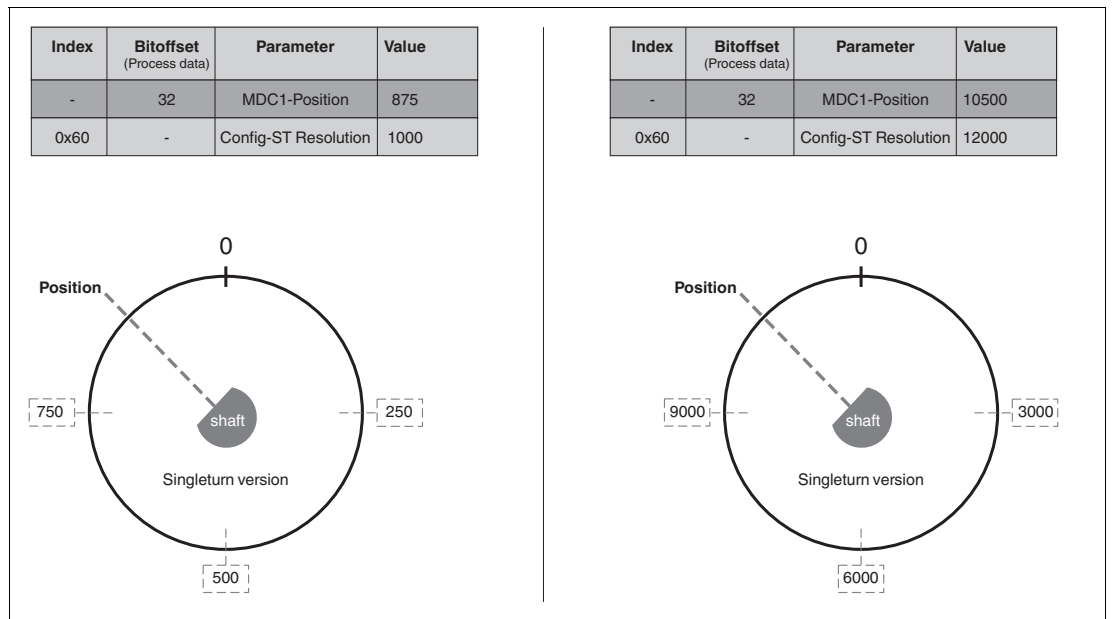 Index Bitoffset (Process data) Parameter Value
- 32 MDC1-Position 875
0x60 - Config-ST Resolution 1000
0
Position
750
shaft
250
Singleturn version
500
Index Bitoffset (Process data) Parameter Value
- 32 MDC1-Position 10500
0x60 - Config-ST Resolution 12000
0
Position
9000
shaft
3000
Singleturn version
6000